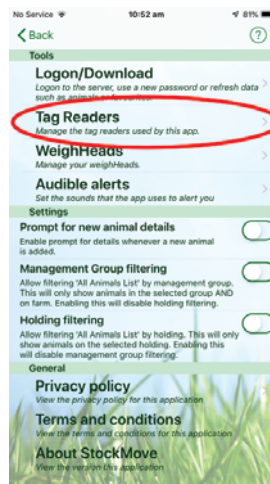 No Service 10:52 am 81%
Back ?
Tools
Logon/Download
Logon to the server, use a new password or refresh data
such as animals or
Tag Readers
Manage the tag readers used by this app.
WeighHeads
Manage your weighHeads.
Audible alerts
Set the sounds that the app uses to alert you
Settings
Prompt for new animal details
Enable prompt for details whenever a new animal
is added.
Management Group filtering
Allow filtering 'All Animals List' by management group.
This will only show animals in the selected group AND
on farm. Enabling this will disable holding filtering.
Holding filtering
Allow filtering 'All Animals List' by holding. This will only
show animals on the selected holding. Enabling this
will disable management group filtering.
General
Privacy policy
View the privacy policy for this application
Terms and conditions
View the terms and conditions for this application
About StockMove
View the version this application